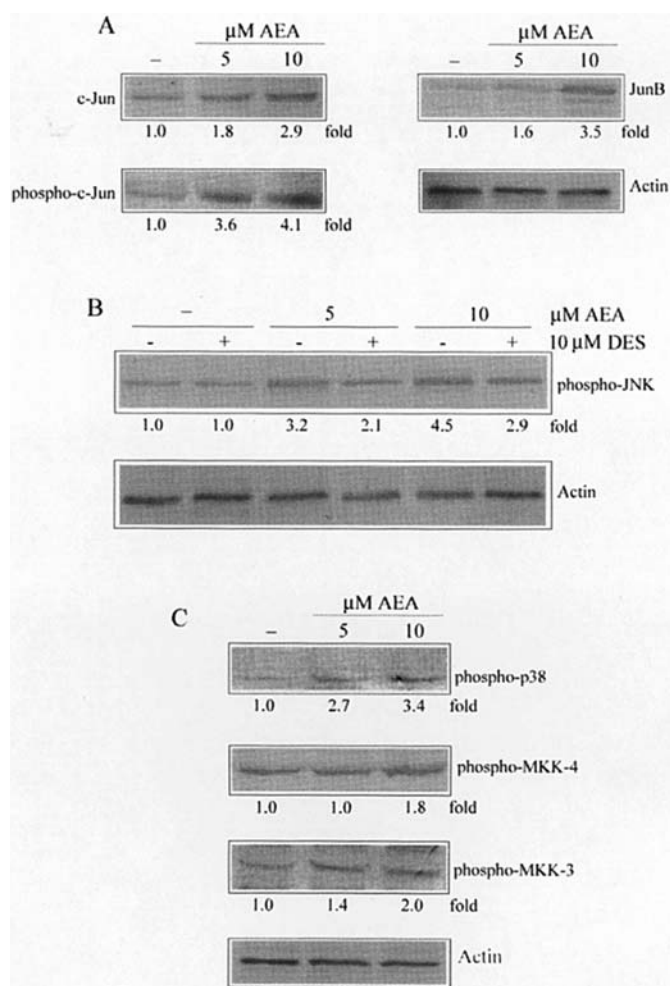 A
µM AEA
– 5 10
c-Jun
1.0 1.8 2.9 fold
phospho-c-Jun
1.0 3.6 4.1 fold
µM AEA
– 5 10
JunB
1.0 1.6 3.5 fold
Actin
B
– 5 10 µM AEA
- + - + - + 10 µM DES
phospho-JNK
1.0 1.0 3.2 2.1 4.5 2.9 fold
Actin
C
µM AEA
– 5 10
phospho-p38
1.0 2.7 3.4 fold
phospho-MKK-4
1.0 1.0 1.8 fold
phospho-MKK-3
1.0 1.4 2.0 fold
Actin